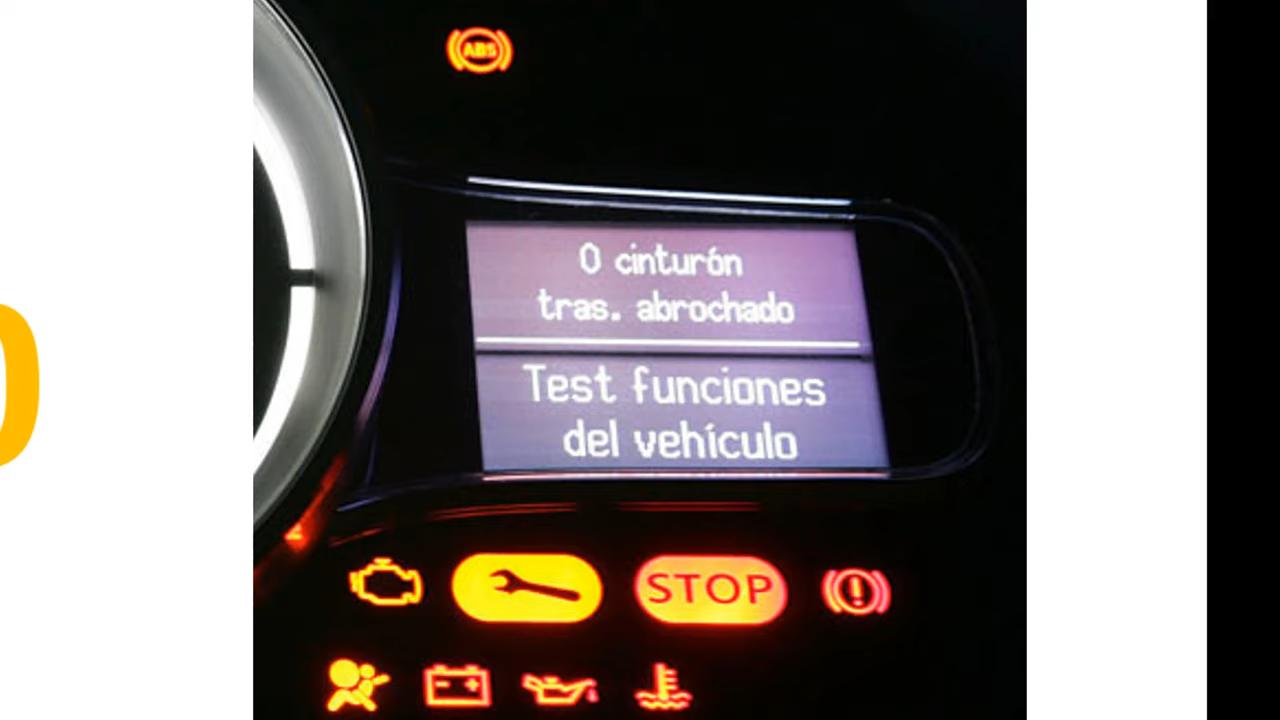 ABS
0 cinturón
tras. abrochado
Test funciones
del vehículo
STOP